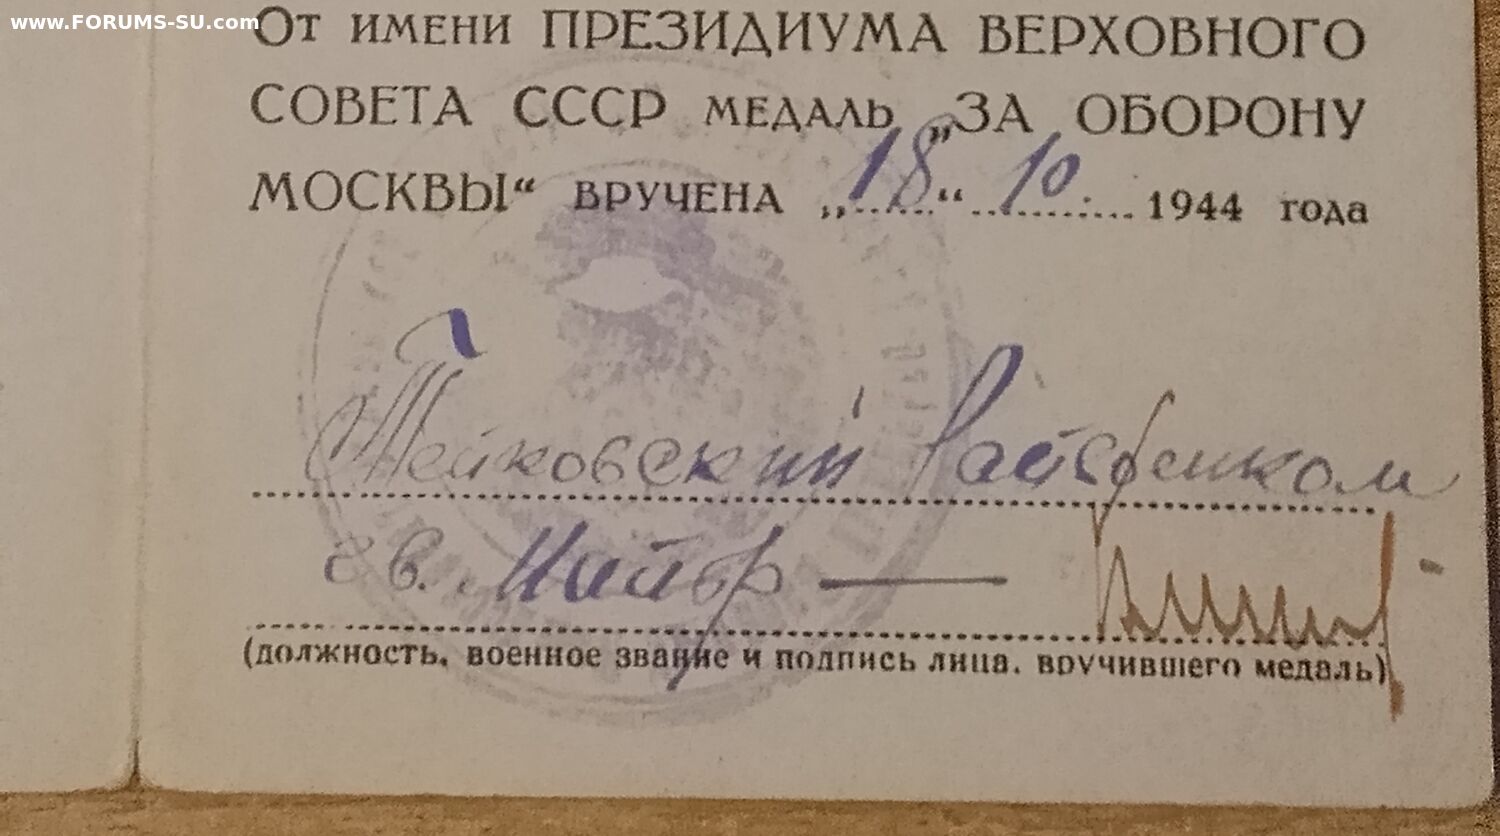 www.FORUMS-SU.com
От имени ПРЕЗИДИУМА ВЕРХОВНОГО
СОВЕТА СССР медаль „ЗА ОБОРОНУ
МОСКВЫ“ вручена „18“ 10. 1944 года
Тейковский Райвоенком
гв. Майор —
(должность, военное звание и подпись лица, вручившего медаль)